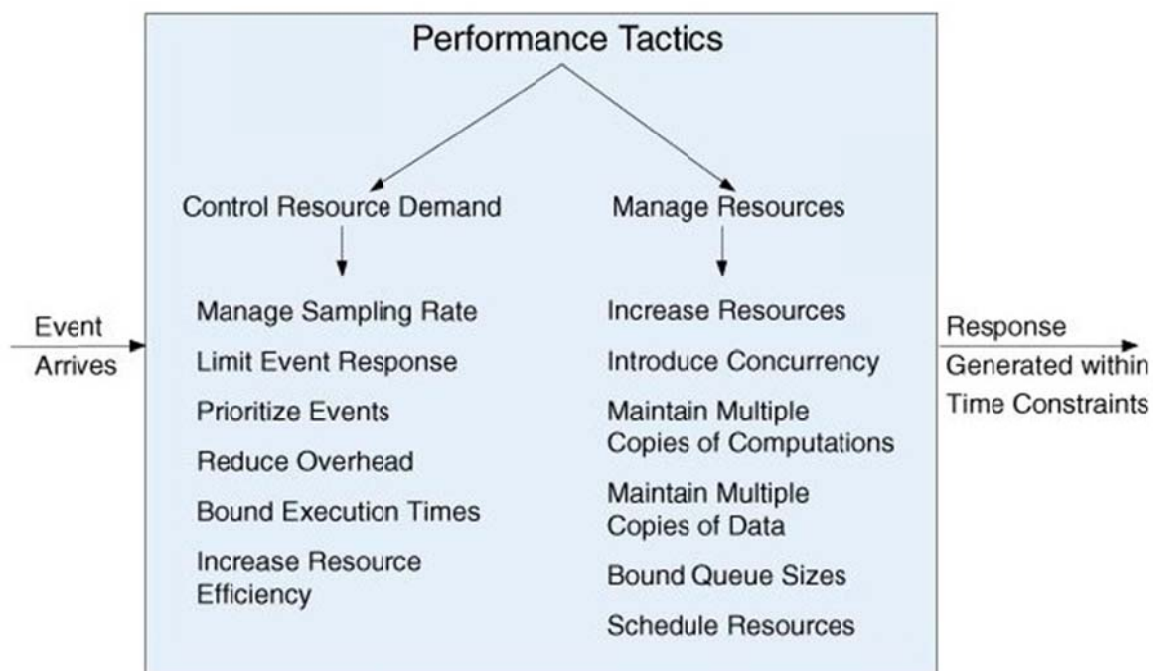 Performance Tactics
Control Resource Demand
Manage Resources
Event
Arrives
Manage Sampling Rate
Limit Event Response
Prioritize Events
Reduce Overhead
Bound Execution Times
Increase Resource
Efficiency
Increase Resources
Introduce Concurrency
Maintain Multiple
Copies of Computations
Maintain Multiple
Copies of Data
Bound Queue Sizes
Schedule Resources
Response
Generated within
Time Constraints